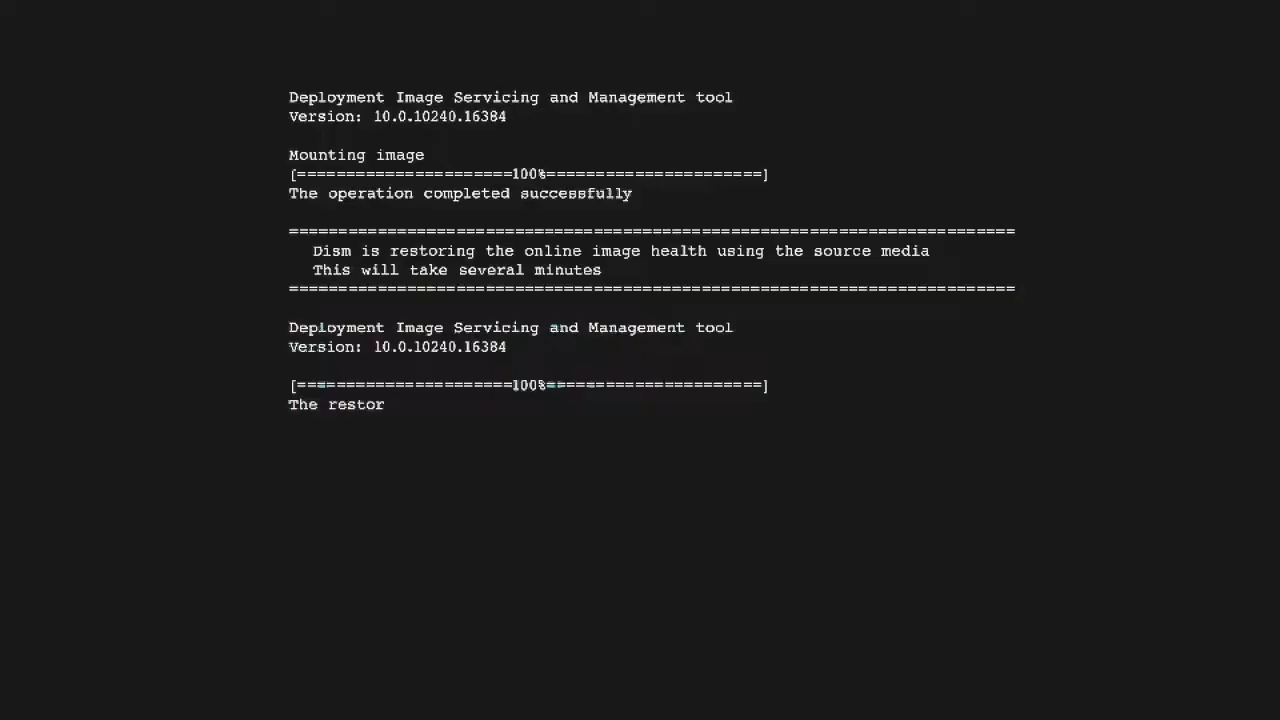 Deployment Image Servicing and Management tool
Version: 10.0.10240.16384
Mounting image
[======================100%======================]
The operation completed successfully
===========================================================================
Dism is restoring the online image health using the source media
This will take several minutes
===========================================================================
Deployment Image Servicing and Management tool
Version: 10.0.10240.16384
[======================100%======================]
The restor